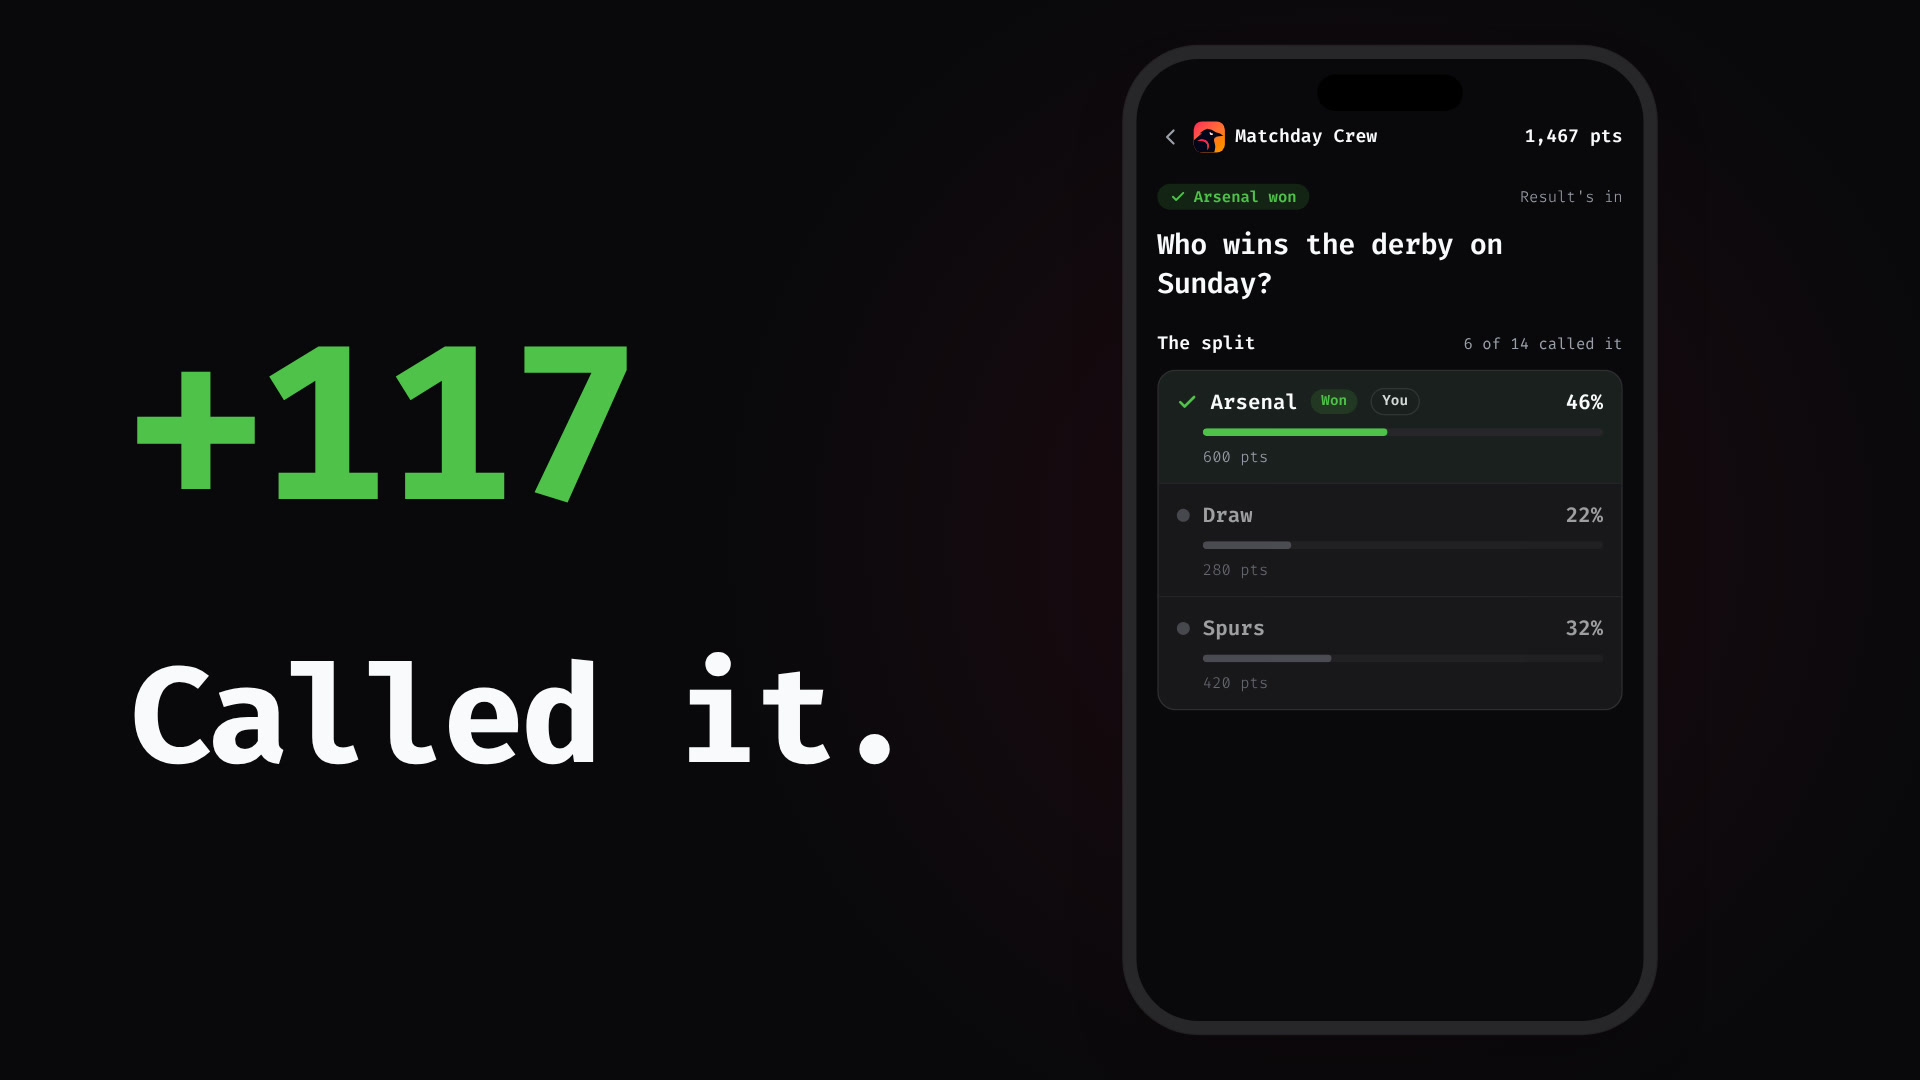 +117
Called it.
Matchday Crew
1,467 pts
Arsenal won
Result's in
Who wins the derby on
Sunday?
The split
6 of 14 called it
Arsenal
Won
You
46%
600 pts
Draw
22%
280 pts
Spurs
32%
420 pts